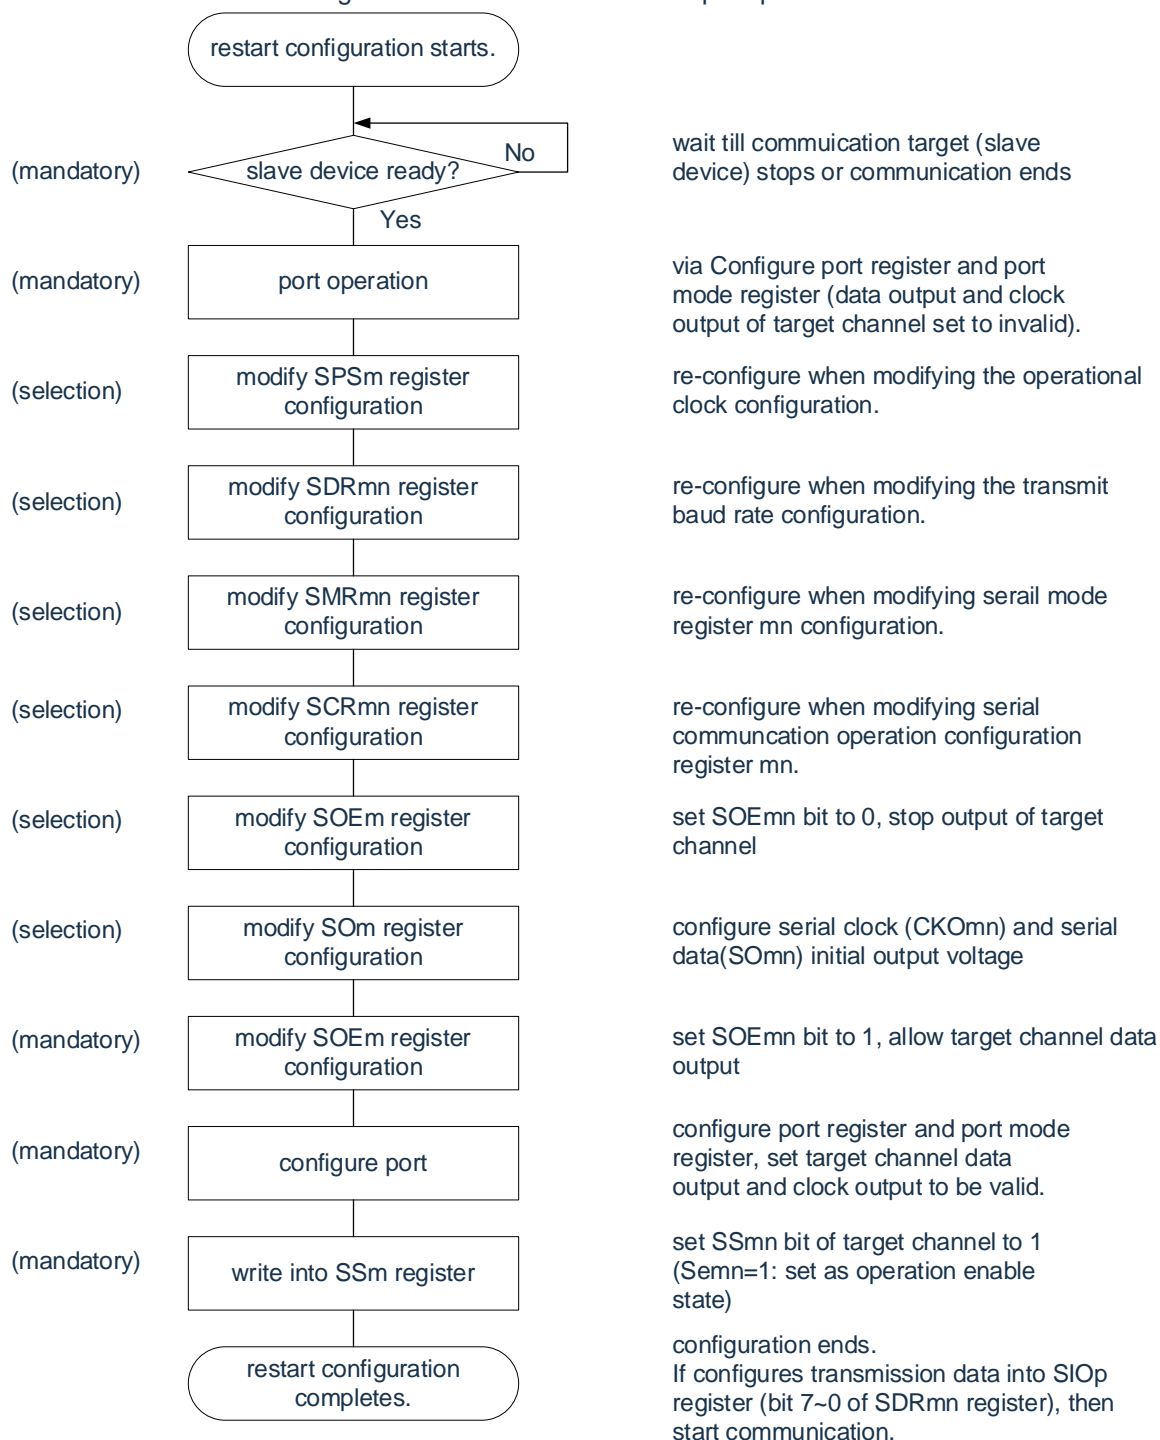 restart configuration starts.
(mandatory)
slave device ready?
No
Yes
wait till commuication target (slave
device) stops or communication ends
(mandatory)
port operation
via Configure port register and port
mode register (data output and clock
output of target channel set to invalid).
(selection)
modify SPSm register
configuration
re-configure when modifying the operational
clock configuration.
(selection)
modify SDRmn register
configuration
re-configure when modifying the transmit
baud rate configuration.
(selection)
modify SMRmn register
configuration
re-configure when modifying serail mode
register mn configuration.
(selection)
modify SCRmn register
configuration
re-configure when modifying serial
communcation operation configuration
register mn.
(selection)
modify SOEm register
configuration
set SOEmn bit to 0, stop output of target
channel
(selection)
modify SOm register
configuration
configure serial clock (CKOmn) and serial
data(SOmn) initial output voltage
(mandatory)
modify SOEm register
configuration
set SOEmn bit to 1, allow target channel data
output
(mandatory)
configure port
configure port register and port mode
register, set target channel data
output and clock output to be valid.
(mandatory)
write into SSm register
set SSmn bit of target channel to 1
(Semn=1: set as operation enable
state)
restart configuration
completes.
configuration ends.
If configures transmission data into SIOp
register (bit 7~0 of SDRmn register), then
start communication.